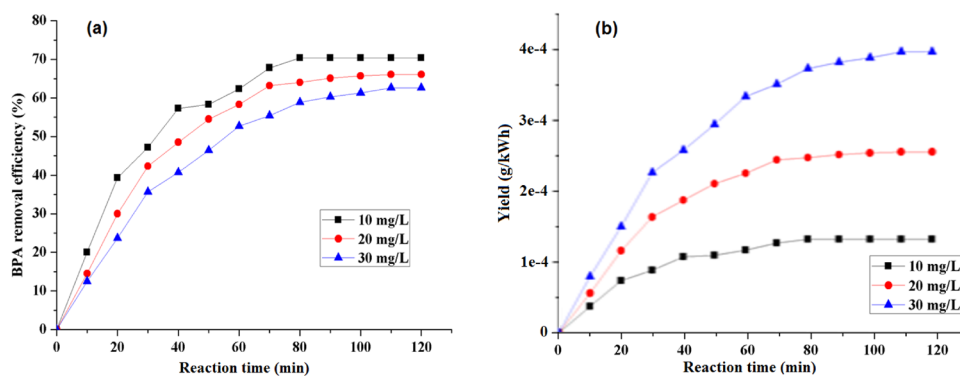 (a)
BPA removal efficiency (%)
80
70
60
50
40
30
20
10
0
0 20 40 60 80 100 120
Reaction time (min)
10 mg/L
20 mg/L
30 mg/L
(b)
Yield (g/kWh)
4e-4
2e-4
1e-4
0e-4
0 20 40 60 80 100 120
Reaction time (min)
10 mg/L
20 mg/L
30 mg/L